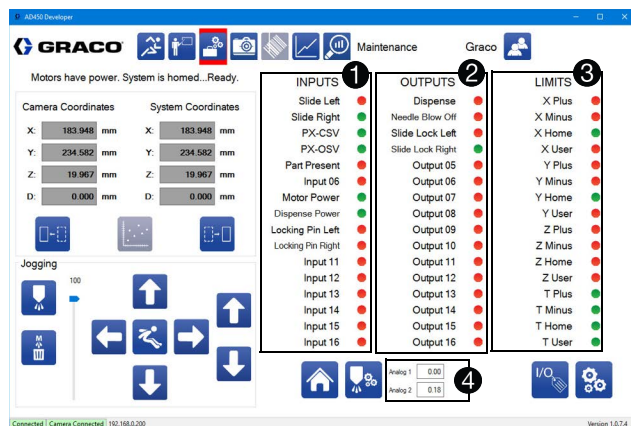 AD450 Developer
GRACO
Maintenance
Graco
Motors have power. System is homed...Ready.
Camera Coordinates
System Coordinates
X: 183.948 mm X: 183.948 mm
Y: 234.582 mm Y: 234.582 mm
Z: 19.967 mm Z: 19.967 mm
D: 0.000 mm D: 0.000 mm
Jogging
100
M
INPUTS 1
Slide Left
Slide Right
PX-CSV
PX-OSV
Part Present
Input 06
Motor Power
Dispense Power
Locking Pin Left
Locking Pin Right
Input 11
Input 12
Input 13
Input 14
Input 15
Input 16
OUTPUTS 2
Dispense
Needle Blow Off
Slide Lock Left
Slide Lock Right
Output 05
Output 06
Output 07
Output 08
Output 09
Output 10
Output 11
Output 12
Output 13
Output 14
Output 15
Output 16
LIMITS 3
X Plus
X Minus
X Home
X User
Y Plus
Y Minus
Y Home
Y User
Z Plus
Z Minus
Z Home
Z User
T Plus
T Minus
T Home
T User
Analog 1 0.00
Analog 2 0.18
4
I/O
Connected Camera Connected 192.168.0.200
Version 1.0.7.4